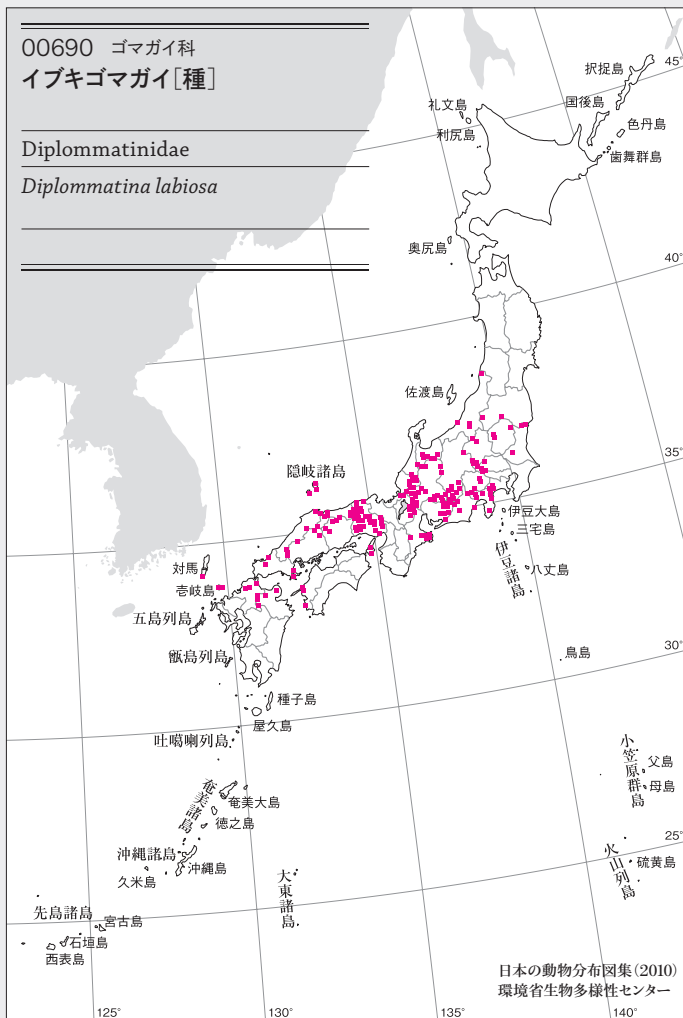 00690 ゴマガイ科
イブキゴマガイ[種]
Diplommatinidae
Diplommatina labiosa
45°
択捉島
国後島
礼文島
色丹島
利尻島
歯舞群島
奥尻島
40°
佐渡島
35°
隠岐諸島
伊豆大島
三宅島
伊豆諸島
八丈島
対馬
壱岐島
五島列島
甑島列島
鳥島
30°
種子島
屋久島
吐噶喇列島
小笠原群島
父島
母島
奄美諸島
奄美大島
徳之島
25°
沖縄諸島
沖縄島
久米島
火山列島
硫黄島
大東諸島
先島諸島
宮古島
石垣島
西表島
日本の動物分布図集(2010)
環境省生物多様性センター
125°
130°
135°
140°